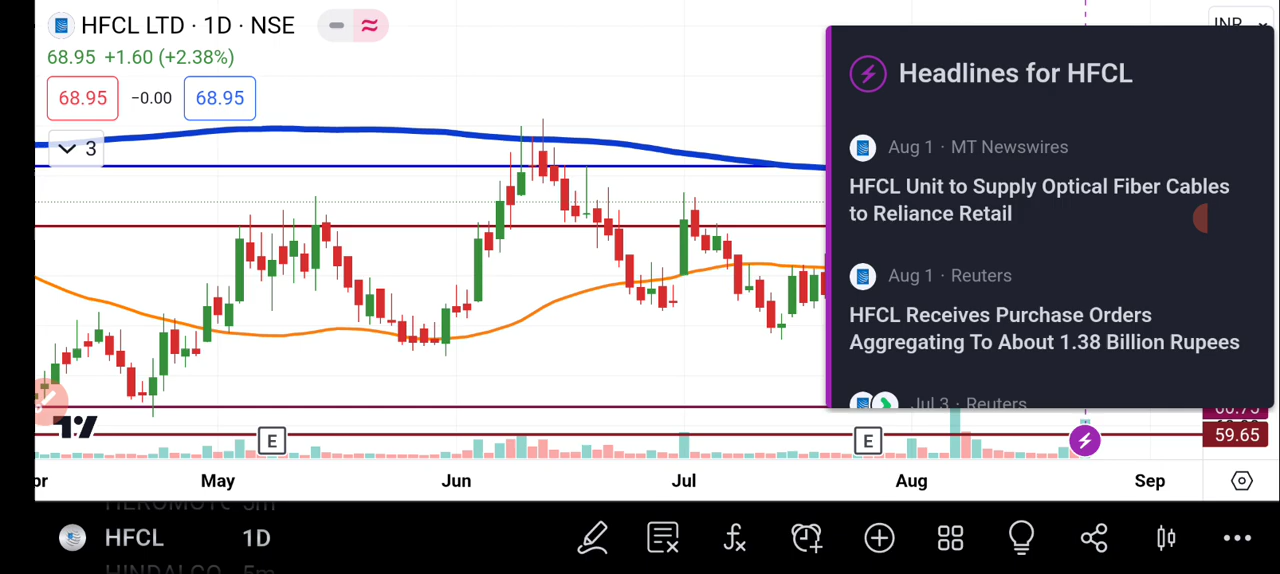 HFCL LTD · 1D · NSE
68.95 +1.60 (+2.38%)
68.95 −0.00 68.95
3
INR
Headlines for HFCL
Aug 1 · MT Newswires
HFCL Unit to Supply Optical Fiber Cables
to Reliance Retail
Aug 1 · Reuters
HFCL Receives Purchase Orders
Aggregating To About 1.38 Billion Rupees
Jul 3 · Reuters
59.65
E E
May Jun Jul Aug Sep
HFCL 1D